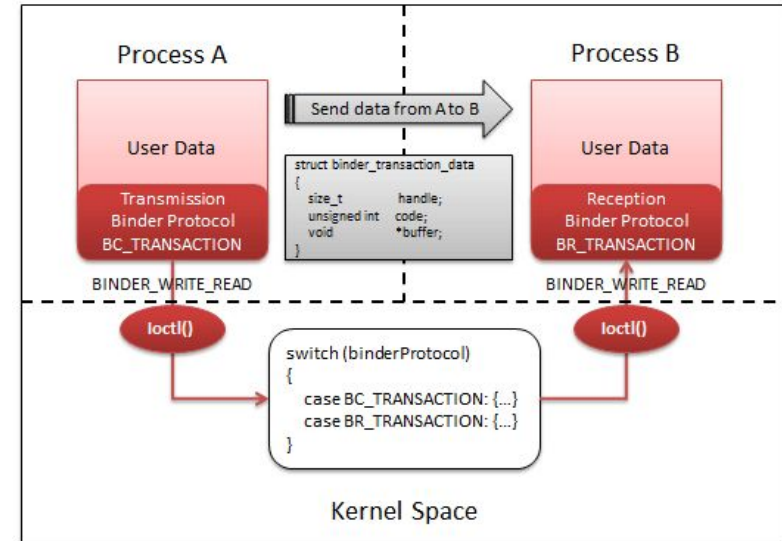 Process A
Process B
Send data from A to B
User Data
User Data
struct binder_transaction_data
{
size_t handle;
unsigned int code;
void *buffer;
}
Transmission
Binder Protocol
BC_TRANSACTION
Reception
Binder Protocol
BR_TRANSACTION
BINDER_WRITE_READ
BINDER_WRITE_READ
Ioctl()
Ioctl()
switch (binderProtocol)
{
case BC_TRANSACTION: {...}
case BR_TRANSACTION: {...}
}
Kernel Space